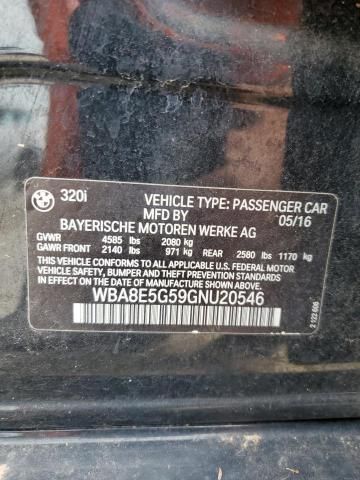 BMW
320i VEHICLE TYPE: PASSENGER CAR
MFD BY 05/16
BAYERISCHE MOTOREN WERKE AG
GVWR 4585 lbs 2080 kg
GAWR FRONT 2140 lbs 971 kg REAR 2580 lbs 1170 kg
THIS VEHICLE CONFORMS TO ALL APPLICABLE FEDERAL MOTOR
VEHICLE SAFETY, BUMPER, AND THEFT PREVENTION STANDARDS
IN EFFECT ON THE DATE OF MANUFACTURE SHOWN ABOVE.
WBA8E5G59GNU20546